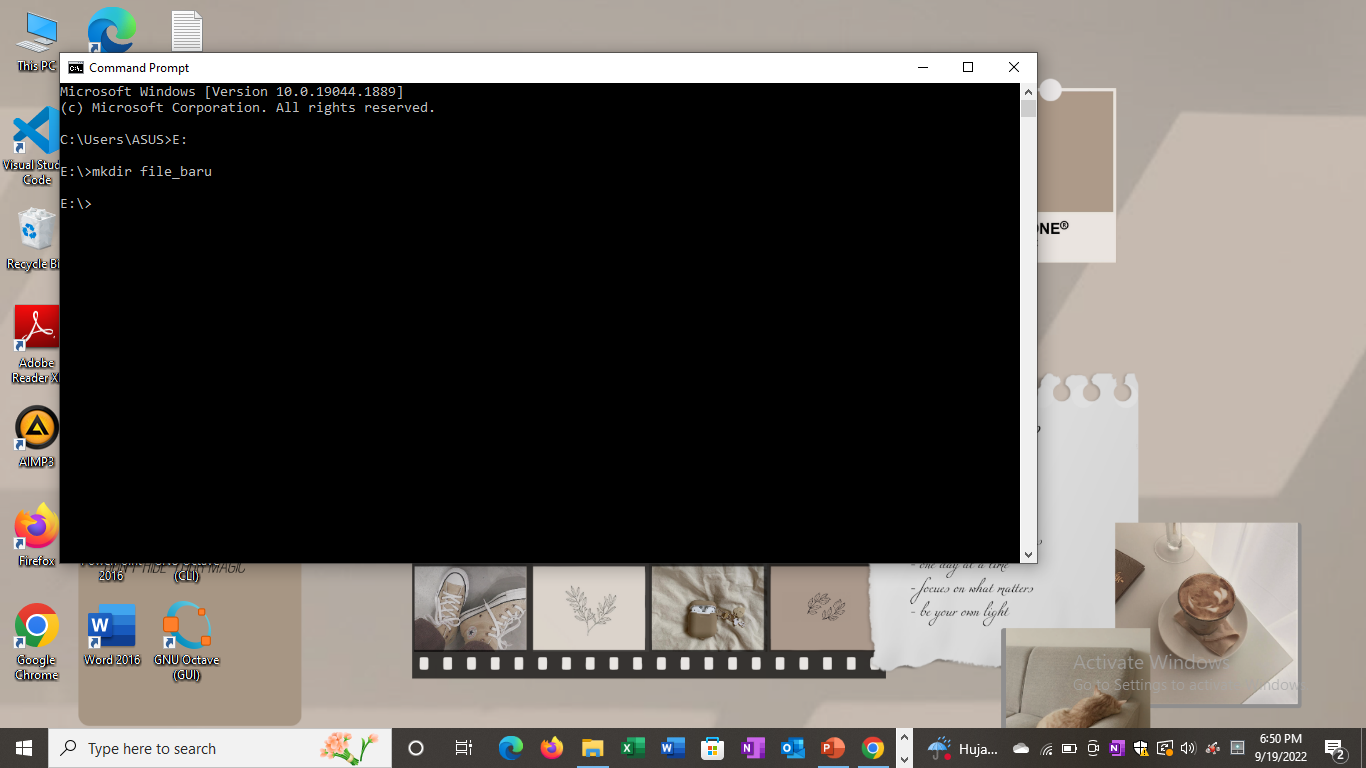 This PC
Command Prompt
Microsoft Windows [Version 10.0.19044.1889]
(c) Microsoft Corporation. All rights reserved.
C:\Users\ASUS>E:
E:\>mkdir file_baru
E:\>
Visual Stud
Code
Recycle Bi
Adobe
Reader XI
AIMP3
Firefox
2016
(CLI)
Google
Chrome
Word 2016
GNU Octave
(GUI)
ONE®
- one day at a time
- focus on what matters
- be your own light
Activate Windows
Go to Settings to activate Windows
Type here to search
Huja...
6:50 PM
9/19/2022
2